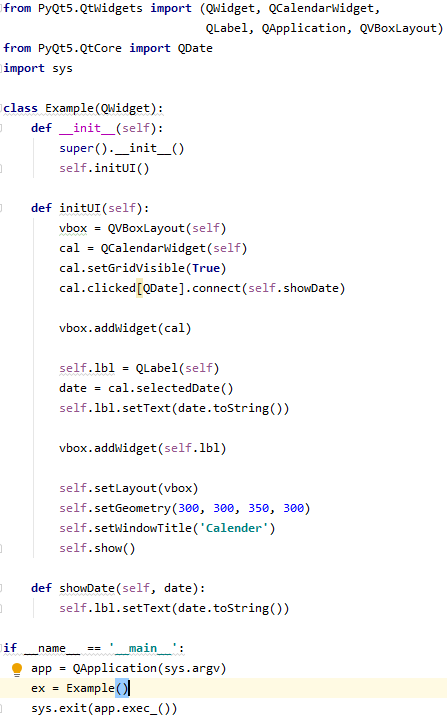 from PyQt5.QtWidgets import (QWidget, QCalendarWidget,
                             QLabel, QApplication, QVBoxLayout)
from PyQt5.QtCore import QDate
import sys

class Example(QWidget):
    def __init__(self):
        super().__init__()
        self.initUI()

    def initUI(self):
        vbox = QVBoxLayout(self)
        cal = QCalendarWidget(self)
        cal.setGridVisible(True)
        cal.clicked[QDate].connect(self.showDate)

        vbox.addWidget(cal)

        self.lbl = QLabel(self)
        date = cal.selectedDate()
        self.lbl.setText(date.toString())

        vbox.addWidget(self.lbl)

        self.setLayout(vbox)
        self.setGeometry(300, 300, 350, 300)
        self.setWindowTitle('Calender')
        self.show()

    def showDate(self, date):
        self.lbl.setText(date.toString())

if __name__ == '__main__':
    app = QApplication(sys.argv)
    ex = Example()
    sys.exit(app.exec_())